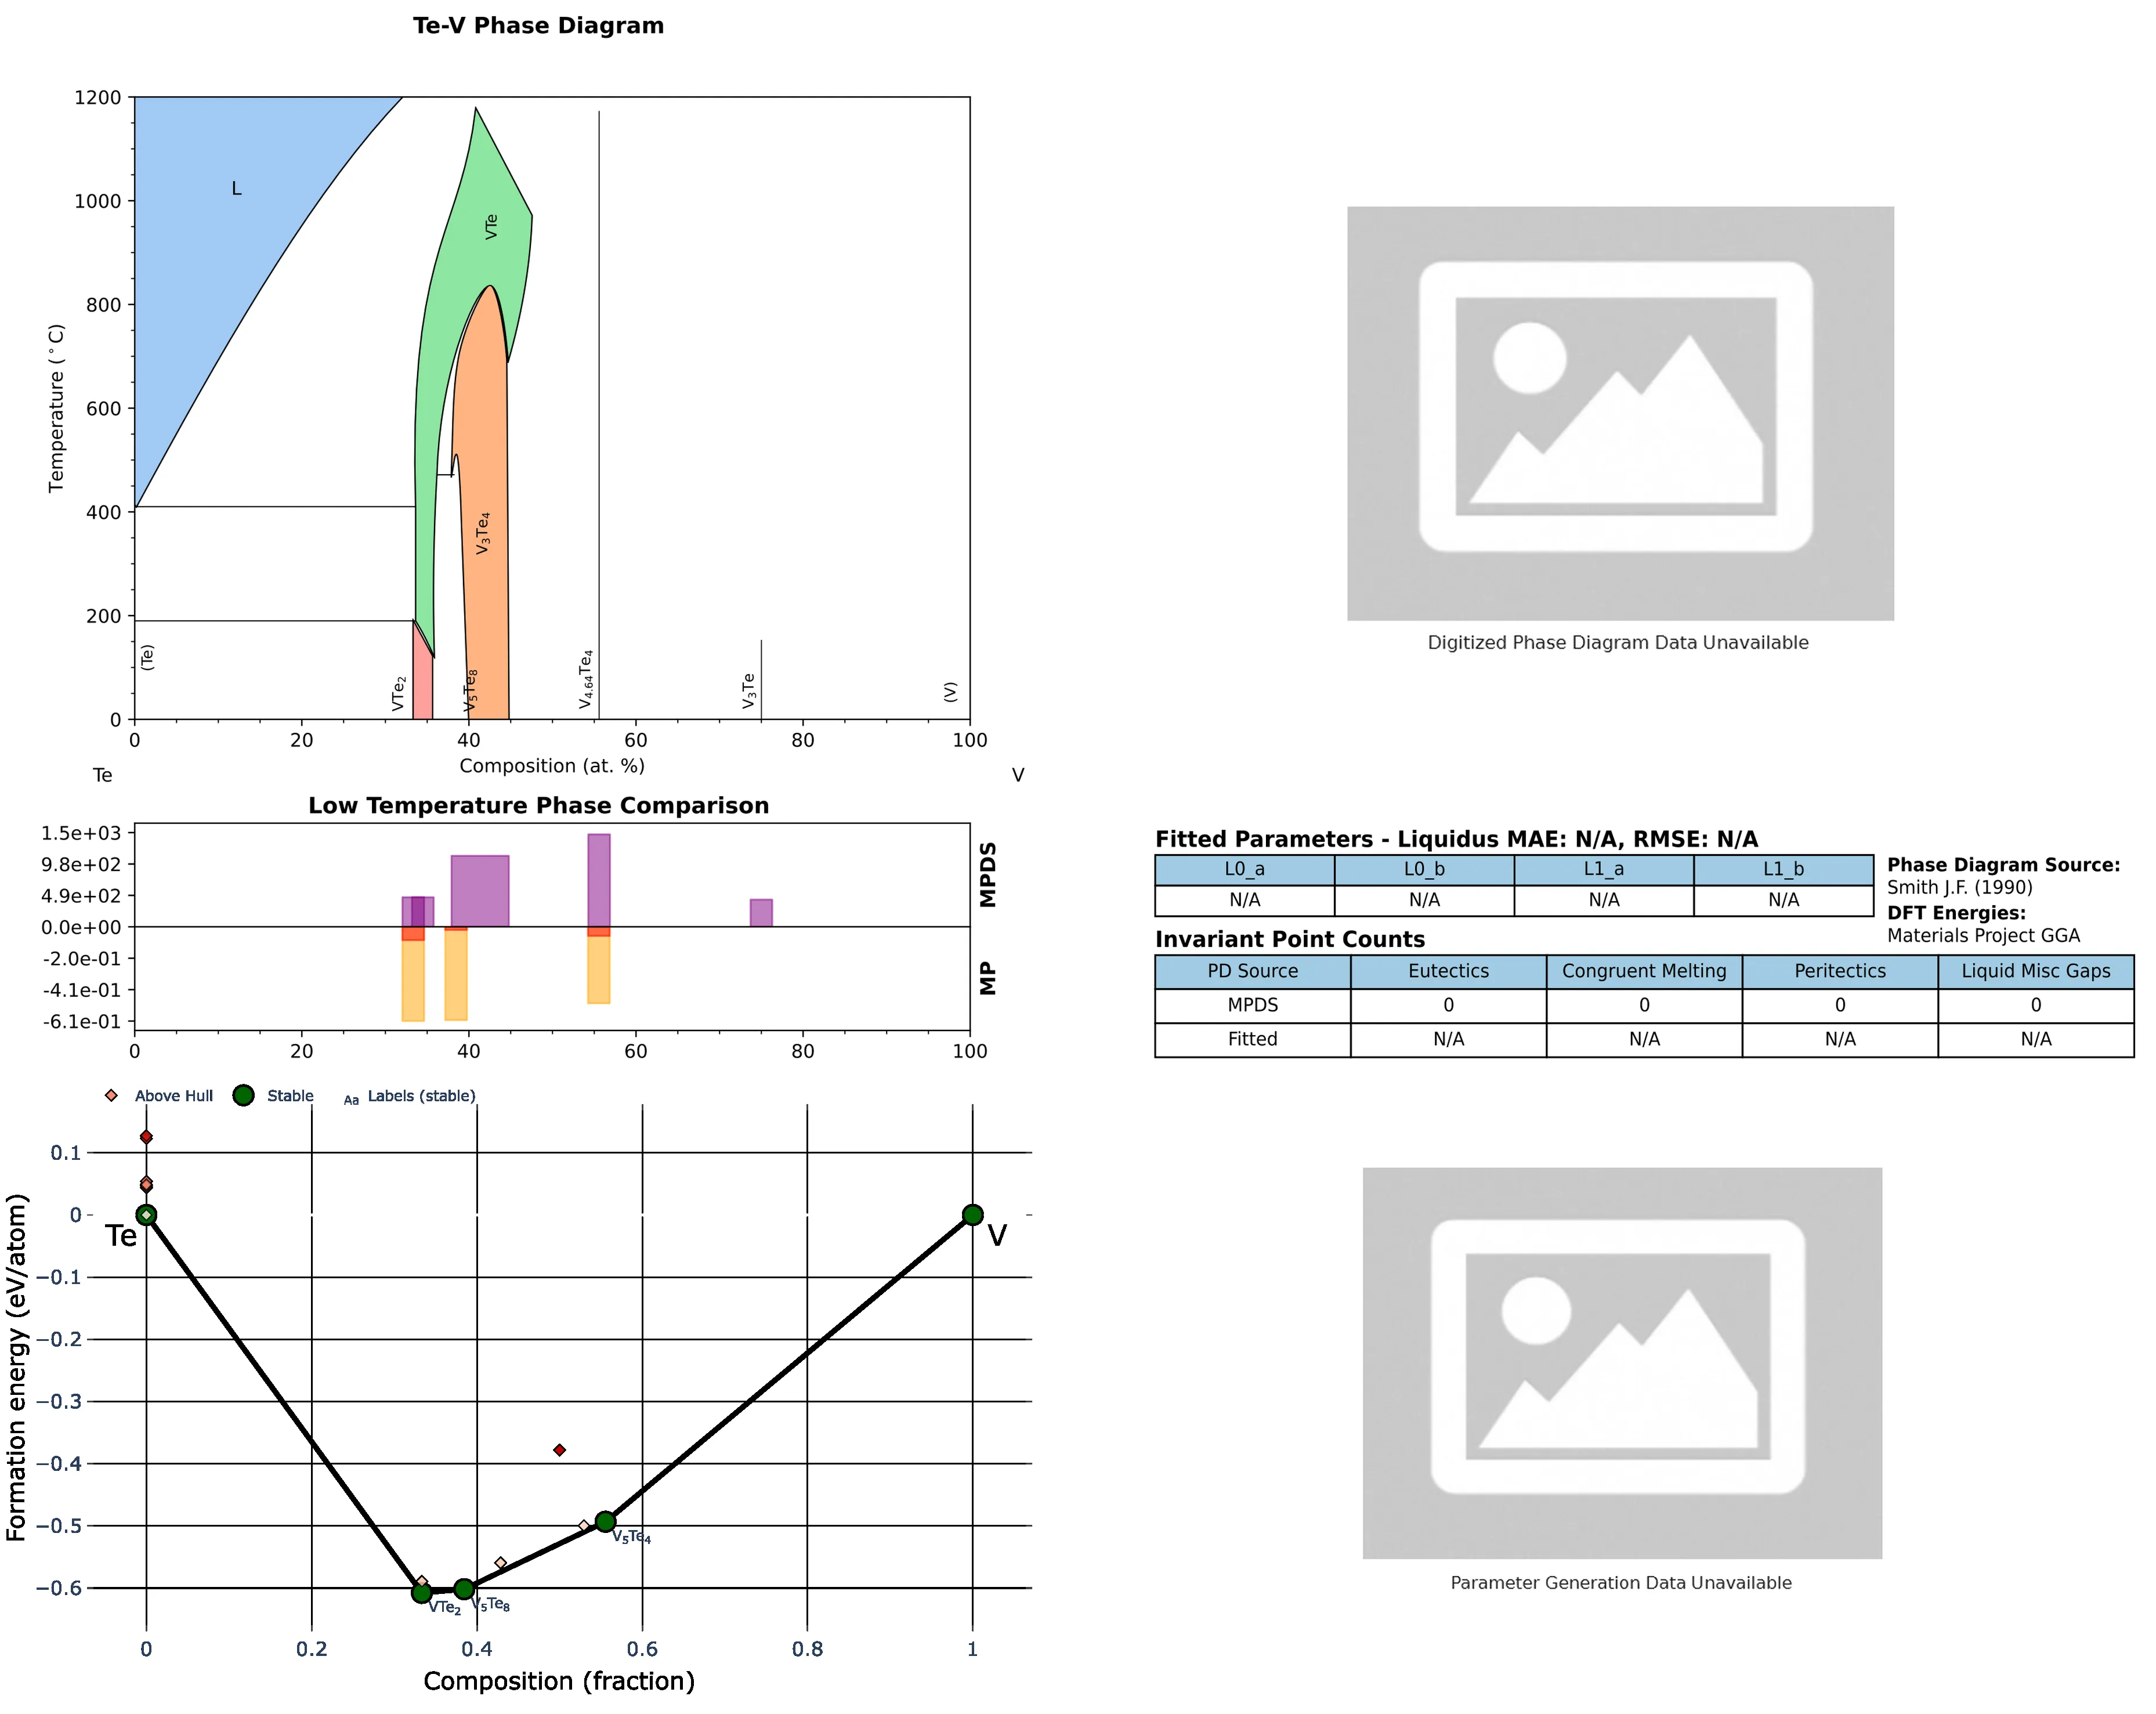 Te-V Phase Diagram
1200
1000
800
600
400
200
0
Temperature (°C)
L
VTe
V3Te4
(Te)
VTe2
V5Te8
V4.64Te4
V3Te
(V)
0 20 40 60 80 100
Composition (at. %)
Te V
Digitized Phase Diagram Data Unavailable
Low Temperature Phase Comparison
1.5e+03
9.8e+02
4.9e+02
0.0e+00
-2.0e-01
-4.1e-01
-6.1e-01
MPDS
MP
0 20 40 60 80 100
Fitted Parameters - Liquidus MAE: N/A, RMSE: N/A
L0_a L0_b L1_a L1_b
N/A N/A N/A N/A
Phase Diagram Source:
Smith J.F. (1990)
DFT Energies:
Materials Project GGA
Invariant Point Counts
PD Source Eutectics Congruent Melting Peritectics Liquid Misc Gaps
MPDS 0 0 0 0
Fitted N/A N/A N/A N/A
Above Hull Stable Aa Labels (stable)
0.1
0
−0.1
−0.2
−0.3
−0.4
−0.5
−0.6
Formation energy (eV/atom)
Te
V
V5Te4
VTe2
V5Te8
0 0.2 0.4 0.6 0.8 1
Composition (fraction)
Parameter Generation Data Unavailable